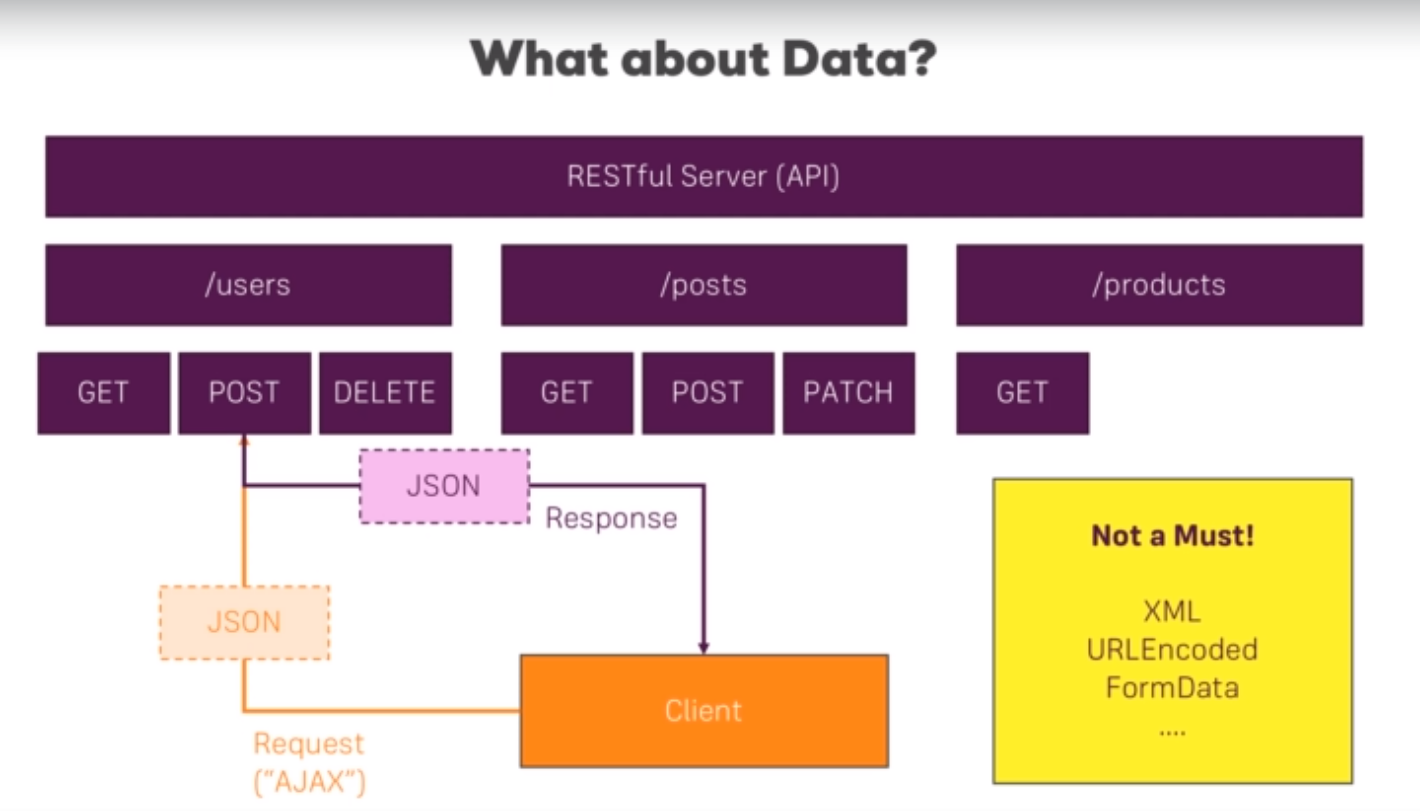 What about Data?
RESTful Server (API)
/users
/posts
/products
GET
POST
DELETE
GET
POST
PATCH
GET
JSON
Response
JSON
Request
("AJAX")
Client
Not a Must!
XML
URLEncoded
FormData
....